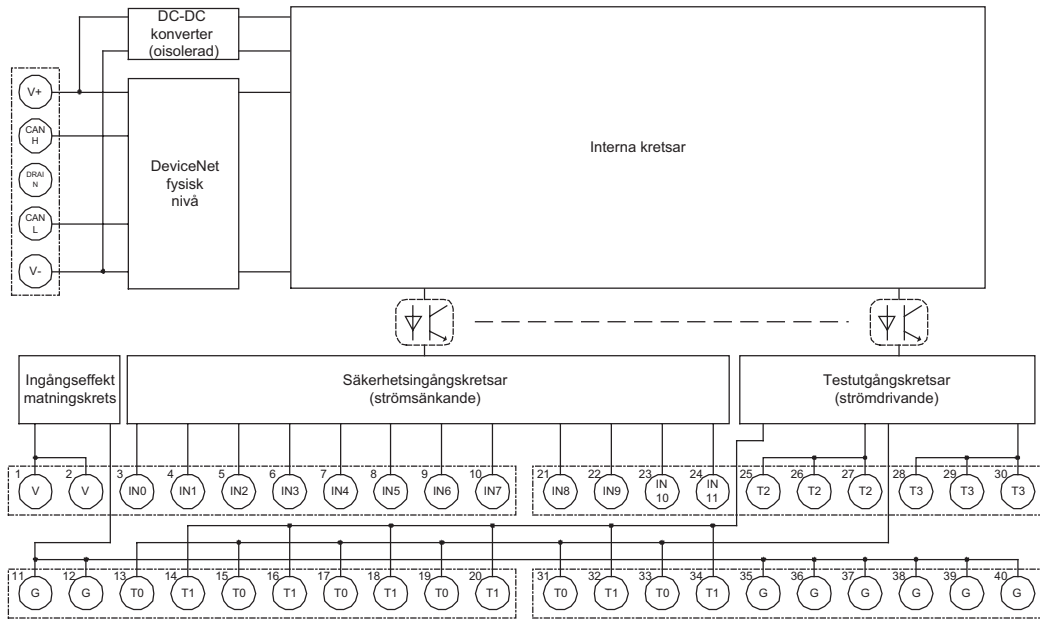 DC-DC
konverter
(oisolerad)
V+
CAN
H
DRAI
N
CAN
L
V-
DeviceNet
fysisk
nivå
Interna kretsar
Ingångseffekt
matningskrets
Säkerhetsingångskretsar
(strömsänkande)
Testutgångskretsar
(strömdrivande)
1 2 3 4 5 6 7 8 9 10 21 22 23 24 25 26 27 28 29 30
V V IN0 IN1 IN2 IN3 IN4 IN5 IN6 IN7 IN8 IN9 IN 10 IN 11 T2 T2 T2 T3 T3 T3
11 12 13 14 15 16 17 18 19 20 31 32 33 34 35 36 37 38 39 40
G G T0 T1 T0 T1 T0 T1 T0 T1 T0 T1 T0 T1 G G G G G G